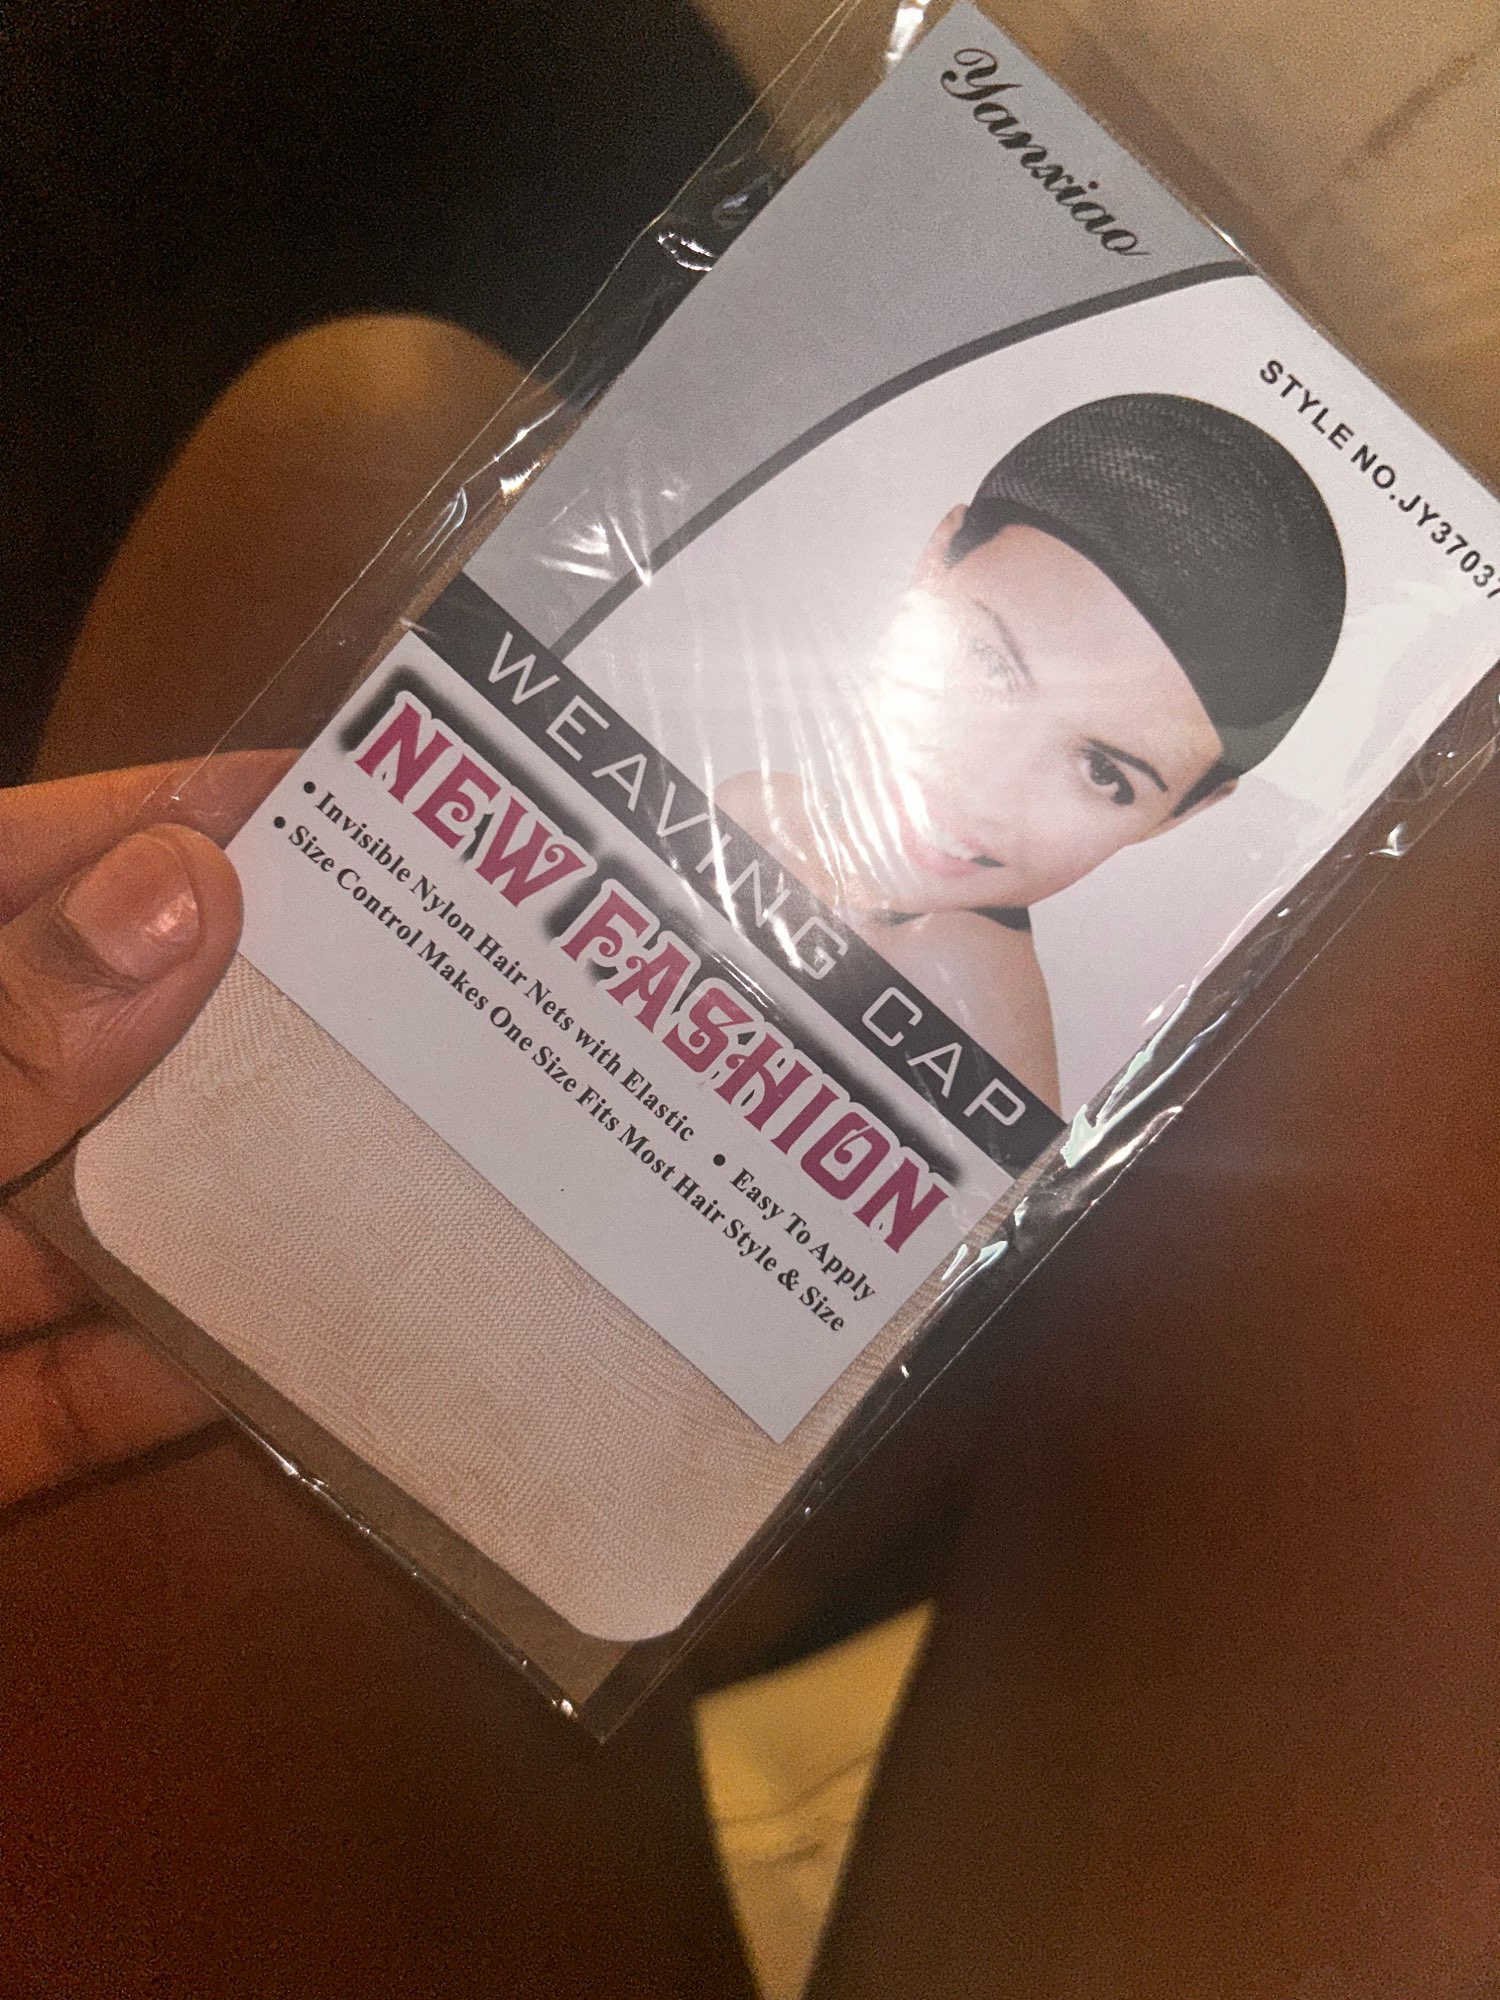 Yanxiao
STYLE NO.JY37037
WEAVING CAP
NEW FASHION
• Invisible Nylon Hair Nets with Elastic • Easy To Apply
• Size Control Makes One Size Fits Most Hair Style & Size